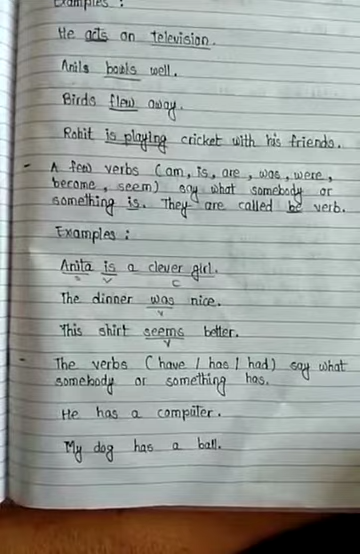 Examples :
He acts on television.
Anils bowls well.
Birds flew away.
Rohit is playing cricket with his friends.
- A few verbs (am, is, are, was, were,
become, seem) say what somebody or
something is. They are called be verb.
Examples :
Anita is a clever girl.
S V C
The dinner was nice.
V
This shirt seems better.
V
- The verbs (have / has / had) say what
somebody or something has.
He has a computer.
My dog has a ball.